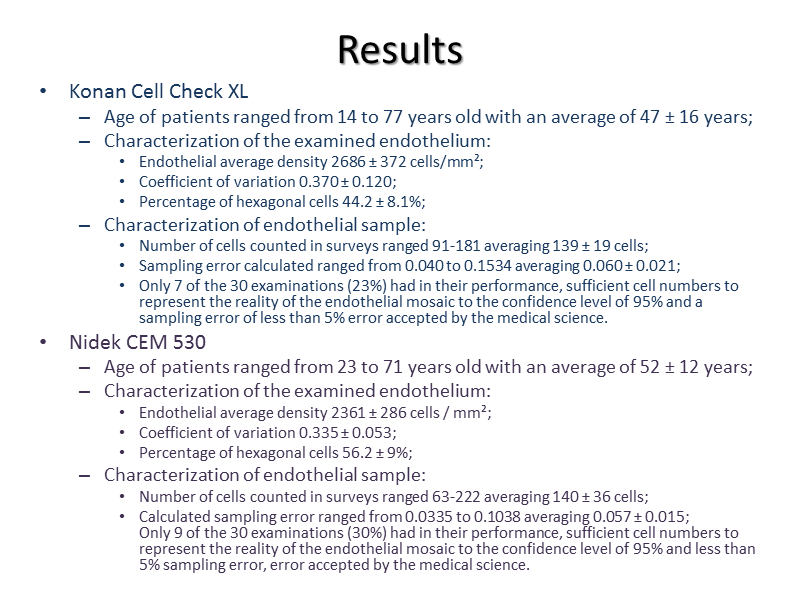 Results
• Konan Cell Check XL
– Age of patients ranged from 14 to 77 years old with an average of 47 ± 16 years;
– Characterization of the examined endothelium:
• Endothelial average density 2686 ± 372 cells/mm²;
• Coefficient of variation 0.370 ± 0.120;
• Percentage of hexagonal cells 44.2 ± 8.1%;
– Characterization of endothelial sample:
• Number of cells counted in surveys ranged 91-181 averaging 139 ± 19 cells;
• Sampling error calculated ranged from 0.040 to 0.1534 averaging 0.060 ± 0.021;
• Only 7 of the 30 examinations (23%) had in their performance, sufficient cell numbers to
represent the reality of the endothelial mosaic to the confidence level of 95% and a
sampling error of less than 5% error accepted by the medical science.
• Nidek CEM 530
– Age of patients ranged from 23 to 71 years old with an average of 52 ± 12 years;
– Characterization of the examined endothelium:
• Endothelial average density 2361 ± 286 cells / mm²;
• Coefficient of variation 0.335 ± 0.053;
• Percentage of hexagonal cells 56.2 ± 9%;
– Characterization of endothelial sample:
• Number of cells counted in surveys ranged 63-222 averaging 140 ± 36 cells;
• Calculated sampling error ranged from 0.0335 to 0.1038 averaging 0.057 ± 0.015;
Only 9 of the 30 examinations (30%) had in their performance, sufficient cell numbers to
represent the reality of the endothelial mosaic to the confidence level of 95% and less than
5% sampling error, error accepted by the medical science.